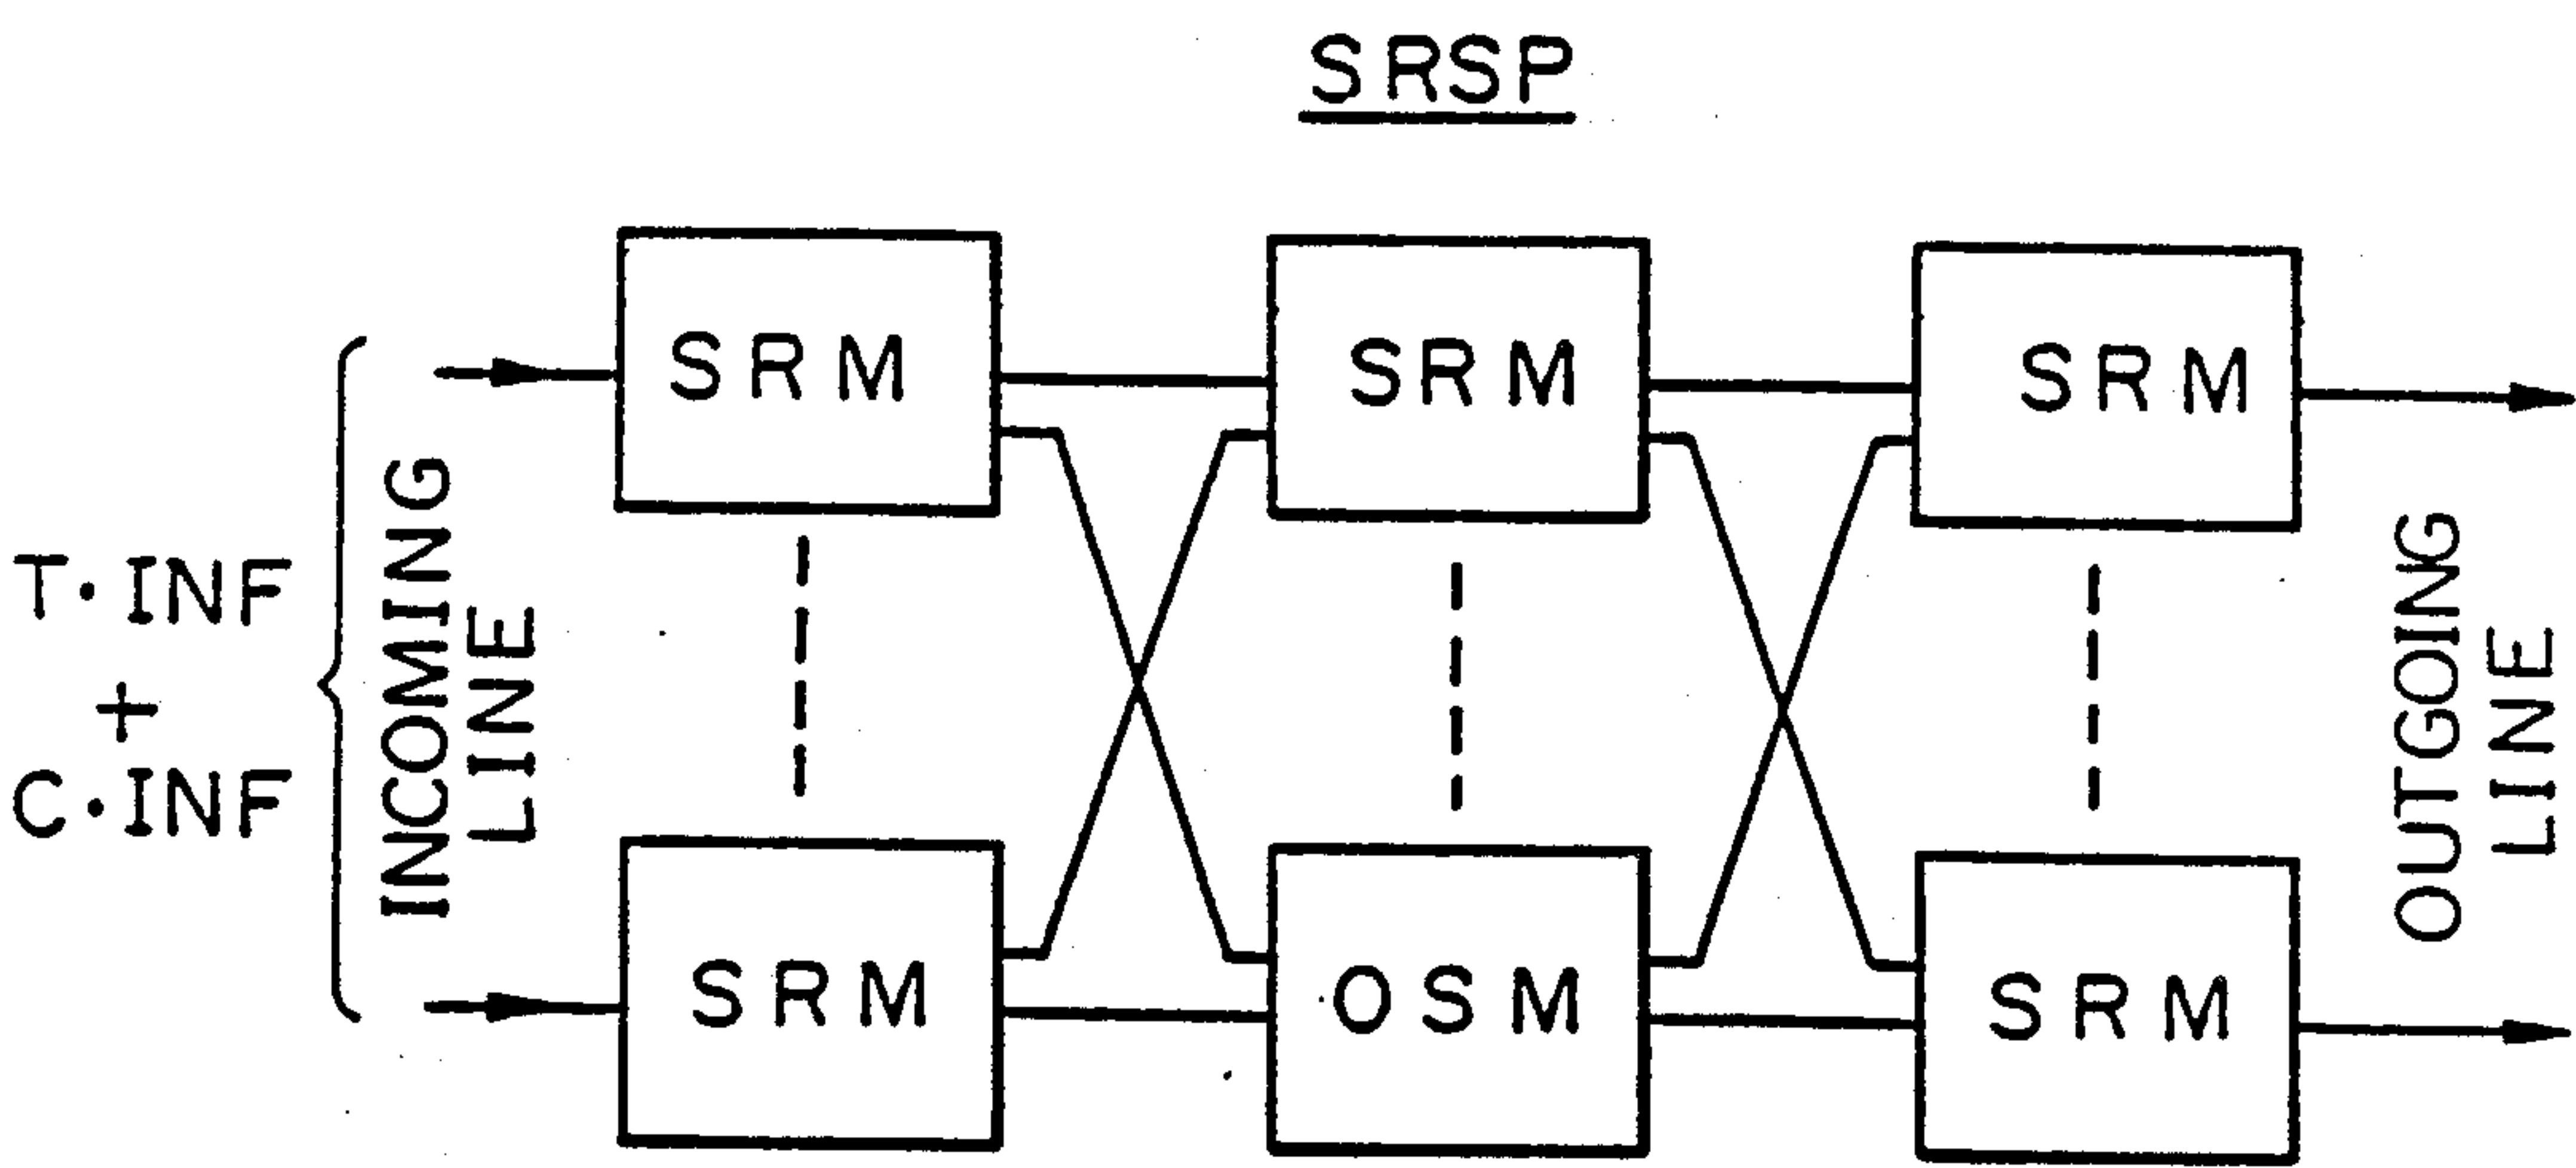 SRSP
SRM
SRM
SRM
T·INF
+
C·INF
INCOMING
LINE
OUTGOING
LINE
SRM
OSM
SRM